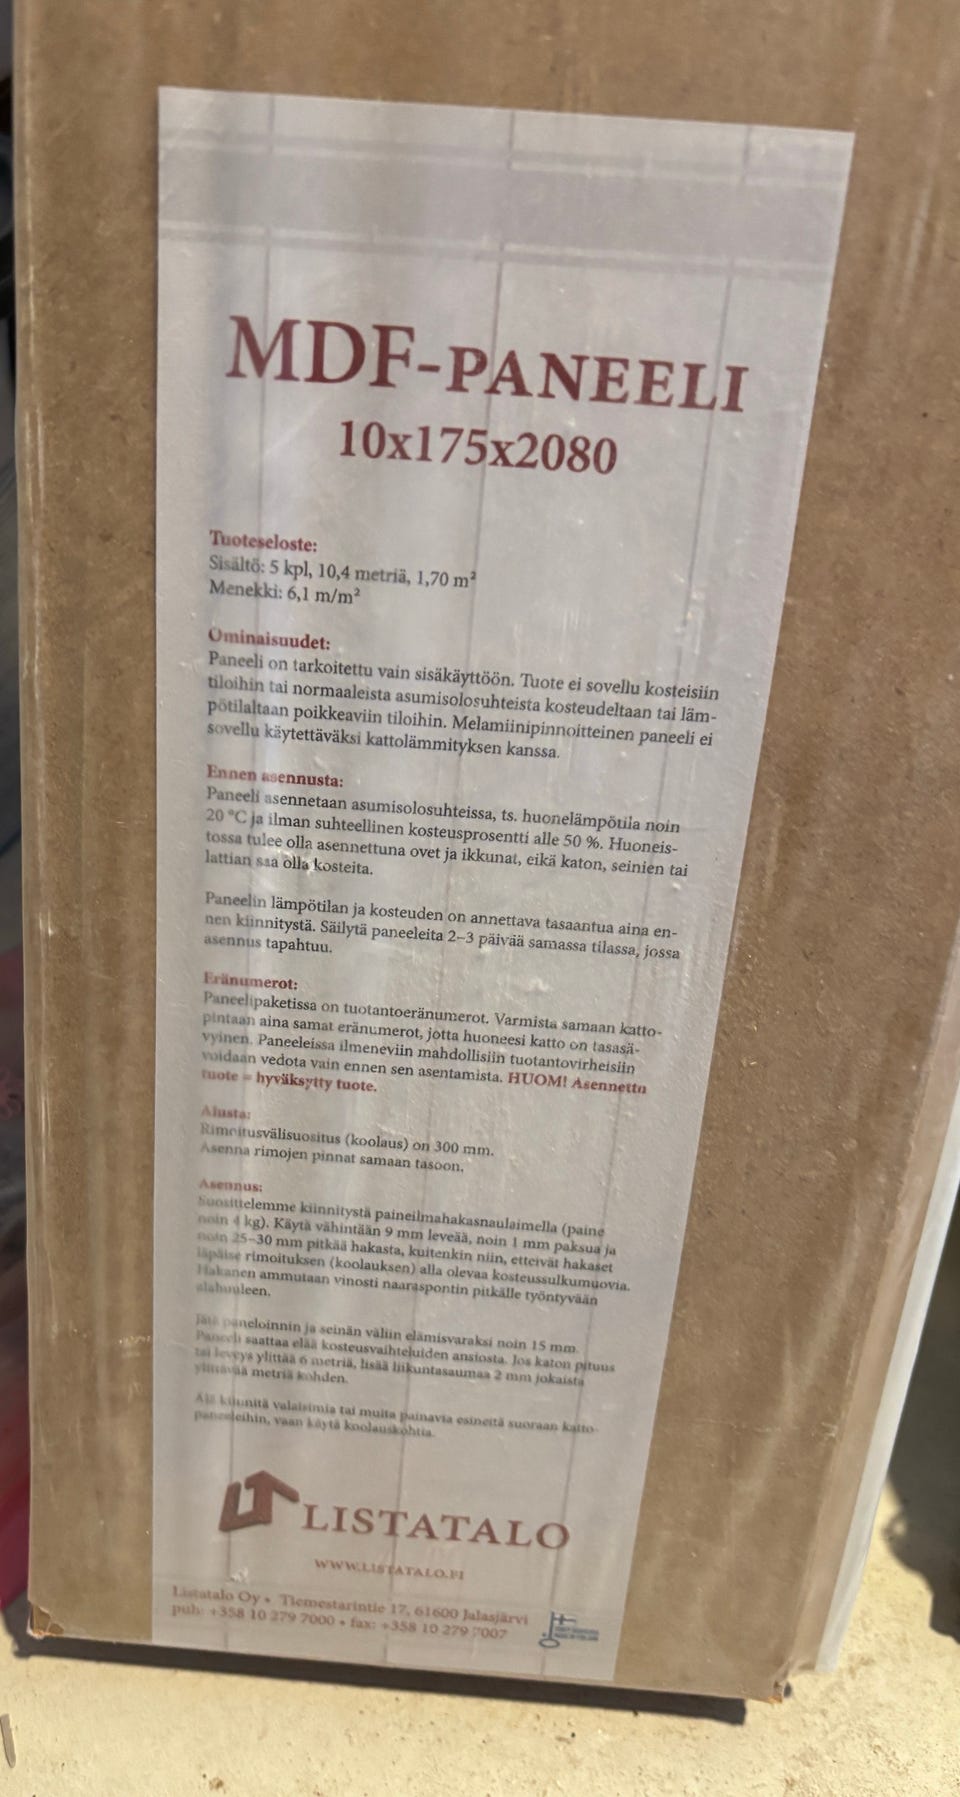 MDF-PANEELI
10x175x2080
Tuoteseloste:
Sisältö: 5 kpl, 10,4 metriä, 1,70 m²
Menekki: 6,1 m/m²
Ominaisuudet:
Paneeli on tarkoitettu vain sisäkäyttöön. Tuote ei sovellu kosteisiin
tiloihin tai normaaleista asumisolosuhteista kosteudeltaan tai läm-
pötilaltaan poikkeaviin tiloihin. Melamiinipinnoitteinen paneeli ei
sovellu käytettäväksi kattolämmityksen kanssa.
Ennen asennusta:
Paneeli asennetaan asumisolosuhteissa, ts. huonelämpötila noin
20 °C ja ilman suhteellinen kosteusprosentti alle 50 %. Huoneis-
tossa tulee olla asennettuna ovet ja ikkunat, eikä katon, seinien tai
lattian saa olla kosteita.
Paneelin lämpötilan ja kosteuden on annettava tasaantua aina en-
nen kiinnitystä. Säilytä paneeleita 2–3 päivää samassa tilassa, jossa
asennus tapahtuu.
Eränumerot:
Paneelipaketissa on tuotantoeränumerot. Varmista samaan katto-
pintaan aina samat eränumerot, jotta huoneesi katto on tasasä-
vyinen. Paneeleissa ilmeneviin mahdollisiin tuotantovirheisiin
voidaan vedota vain ennen sen asentamista. HUOM! Asennettu
tuote = hyväksytty tuote.
Alusta:
Rimoitusvälisuositus (koolaus) on 300 mm.
Asenna rimojen pinnat samaan tasoon.
Asennus:
Suosittelemme kiinnitystä paineilmahakasnaulaimella (paine
noin 4 kg). Käytä vähintään 9 mm leveää, noin 1 mm paksua ja
noin 25–30 mm pitkää hakasta, kuitenkin niin, etteivät hakaset
läpäise rimoituksen (koolauksen) alla olevaa kosteussulkumuovia.
Hakanen ammutaan vinosti naaraspontin pitkälle työntyvään
alahuuleen.
Jätä paneloinnin ja seinän väliin elämisvaraksi noin 15 mm.
Paneeli saattaa elää kosteusvaihteluiden ansiosta. Jos katon pituus
tai leveys ylittää 6 metriä, lisää liikuntasaumaa 2 mm jokaista
ylittävää metriä kohden.
Älä kiinnitä valaisimia tai muita painavia esineitä suoraan katto-
paneeleihin, vaan käytä koolauskohtia.
LISTATALO
WWW.LISTATALO.FI
Listatalo Oy • Tiemestarintie 17, 61600 Jalasjärvi
puh: +358 10 279 7000 • fax: +358 10 279 7007